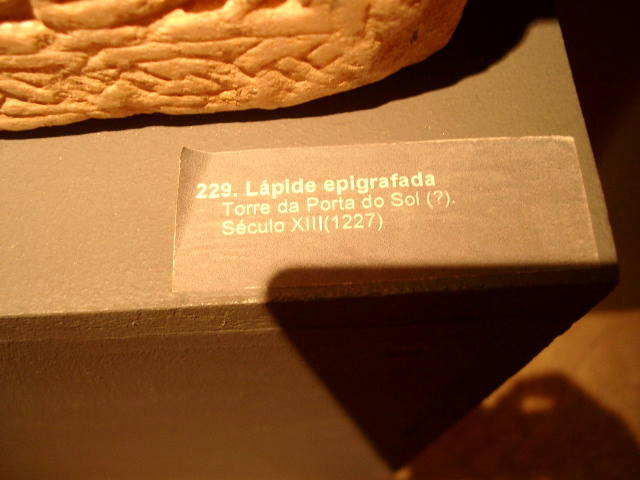 229. Lápide epigrafada
Torre da Porta do Sol (?).
Século XIII(1227)